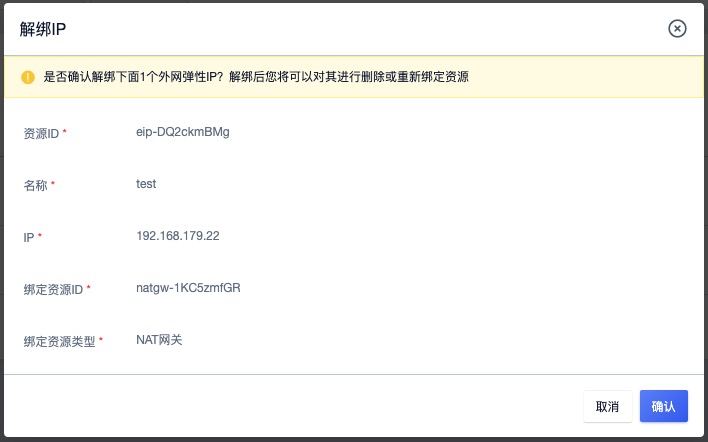 解绑IP
是否确认解绑下面1个外网弹性IP？解绑后您将可以对其进行删除或重新绑定资源
资源ID * eip-DQ2ckmBMg
名称 * test
IP * 192.168.179.22
绑定资源ID * natgw-1KC5zmfGR
绑定资源类型 * NAT网关
取消 确认